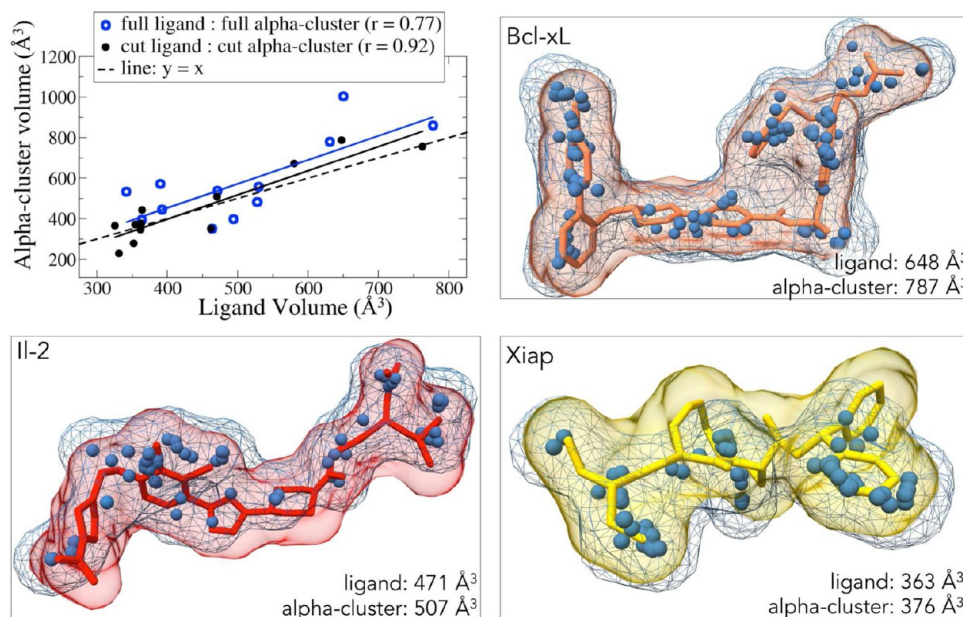 full ligand : full alpha-cluster (r = 0.77)
cut ligand : cut alpha-cluster (r = 0.92)
line: y = x
Alpha-cluster volume (Å³)
1200
1000
800
600
400
200
300 400 500 600 700 800
Ligand Volume (Å³)
Bcl-xL
ligand: 648 Å³
alpha-cluster: 787 Å³
Il-2
ligand: 471 Å³
alpha-cluster: 507 Å³
Xiap
ligand: 363 Å³
alpha-cluster: 376 Å³